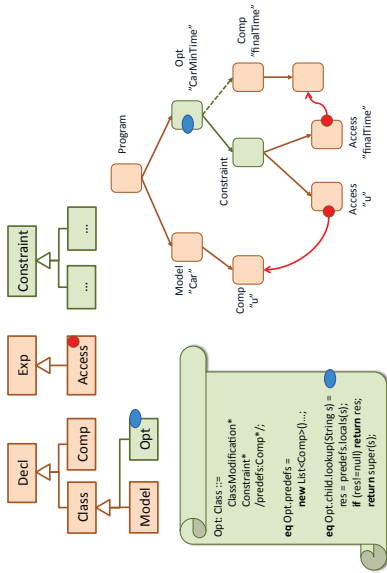 Decl
Class
Comp
Model
Opt
Exp
Access
Constraint
...
...
Opt: Class ::=
ClassModification*
Constraint*
/predefs:Comp*/;
eq Opt.predefs =
new List<Comp>()...;
eq Opt.child.lookup(String s) =
res = predefs.locals(s);
if (res!=null) return res;
return super(s);
Program
Model
"Car"
Opt
"CarMinTime"
Comp
"u"
Constraint
Comp
"finalTime"
Access
"u"
Access
"finalTime"